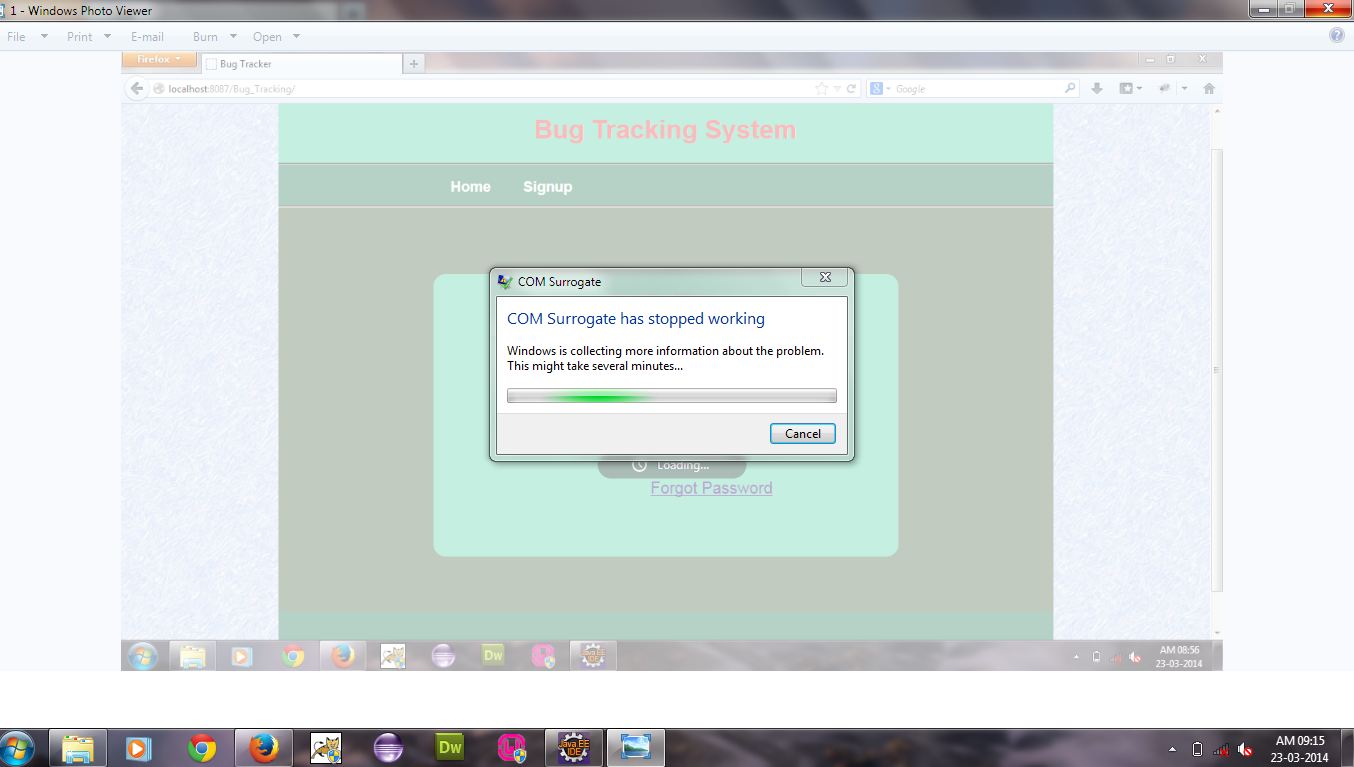 1 - Windows Photo Viewer
File Print E-mail Burn Open
Firefox
Bug Tracker
localhost:8087/Bug_Tracking/
Google
Bug Tracking System
Home Signup
COM Surrogate
COM Surrogate has stopped working
Windows is collecting more information about the problem.
This might take several minutes...
Cancel
Loading...
Forgot Password
Dw
Java EE
IDE
AM 08:56
23-03-2014
Dw
Java EE
IDE
AM 09:15
23-03-2014